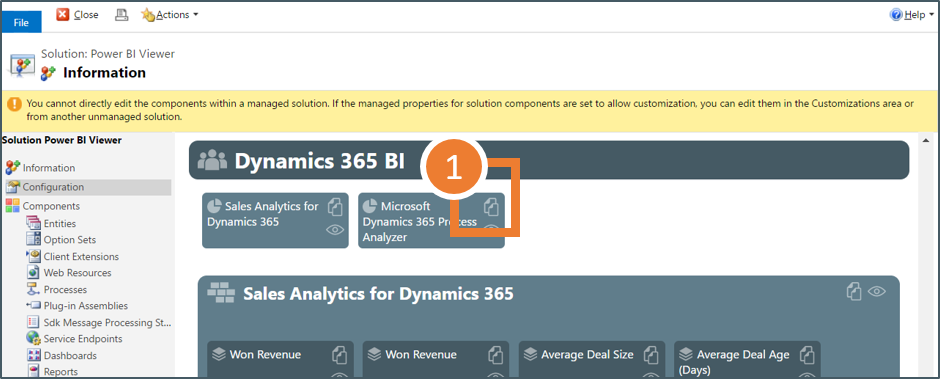 File
Close
Actions
Help
Solution: Power BI Viewer
Information
You cannot directly edit the components within a managed solution. If the managed properties for solution components are set to allow customization, you can edit them in the Customizations area or
from another unmanaged solution.
Solution Power BI Viewer
Information
Configuration
Components
Entities
Option Sets
Client Extensions
Web Resources
Processes
Plug-in Assemblies
Sdk Message Processing St...
Service Endpoints
Dashboards
Reports
Dynamics 365 BI
1
Sales Analytics for
Dynamics 365
Microsoft
Dynamics 365 Process
Analyzer
Sales Analytics for Dynamics 365
Won Revenue
Won Revenue
Average Deal Size
Average Deal Age
(Days)